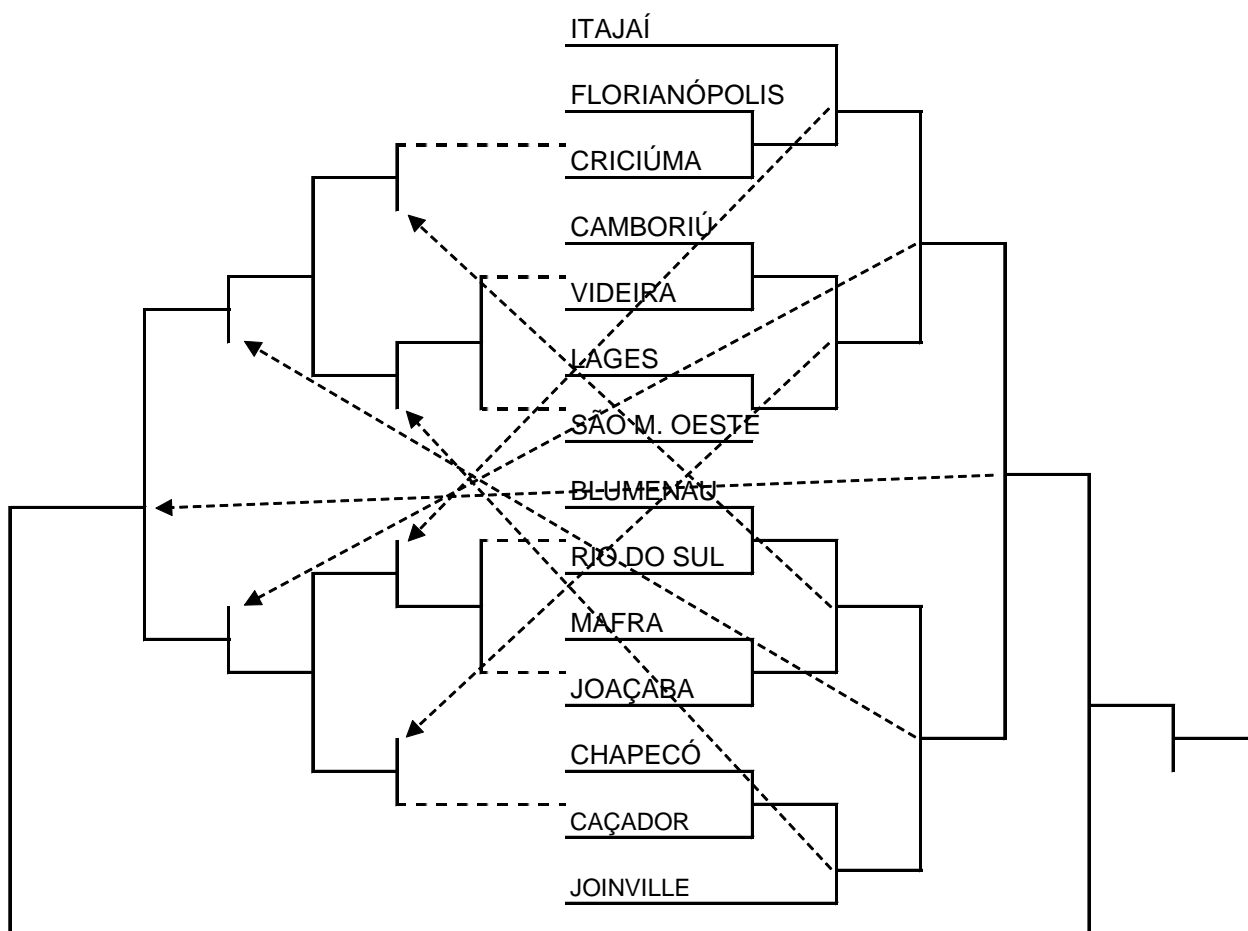 ITAJAÍ
FLORIANÓPOLIS
CRICIÚMA
CAMBORIÚ
VIDEIRA
LAGES
SÃO M. OESTE
BLUMENAU
RIO DO SUL
MAFRA
JOAÇABA
CHAPECÓ
CAÇADOR
JOINVILLE